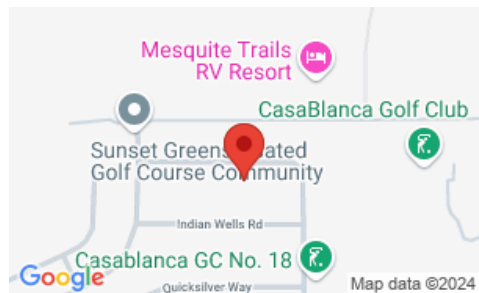 Mesquite Trails
RV Resort
CasaBlanca Golf Club
Sunset Greens
Golf Course Community
Indian Wells Rd
Casablanca GC No. 18
Quicksilver Way
Google
Map data ©2024